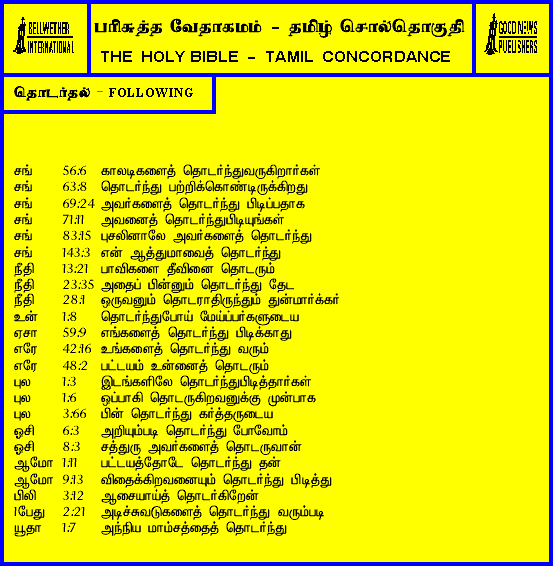 BELLWETHER
INTERNATIONAL
பரிசுத்த வேதாகமம் - தமிழ் சொல்தொகுதி
THE HOLY BIBLE - TAMIL CONCORDANCE
GOOD NEWS
PUBLISHERS
தொடர்தல் - FOLLOWING
சங் 56:6 காலடிகளைத் தொடர்ந்துவருகிறார்கள்
சங் 63:8 தொடர்ந்து பற்றிக்கொண்டிருக்கிறது
சங் 69:24 அவர்களைத் தொடர்ந்து பிடிப்பதாக
சங் 71:11 அவனைத் தொடர்ந்துபிடியுங்கள்
சங் 83:15 புசலினாலே அவர்களைத் தொடர்ந்து
சங் 143:3 என் ஆத்துமாவைத் தொடர்ந்து
நீதி 13:21 பாவிகளை தீவினை தொடரும்
நீதி 23:35 அதைப் பின்னும் தொடர்ந்து தேட
நீதி 28:1 ஒருவனும் தொடராதிருந்தும் துன்மார்க்கர்
உன் 1:8 தொடர்ந்துபோய் மேய்ப்பர்களுடைய
ஏசா 59:9 எங்களைத் தொடர்ந்து பிடிக்காது
எரே 42:16 உங்களைத் தொடர்ந்து வரும்
எரே 48:2 பட்டயம் உன்னைத் தொடரும்
புல 1:3 இடங்களிலே தொடர்ந்துபிடித்தார்கள்
புல 1:6 ஒப்பாகி தொடருகிறவனுக்கு முன்பாக
புல 3:66 பின் தொடர்ந்து கர்த்தருடைய
ஓசி 6:3 அறியும்படி தொடர்ந்து போவோம்
ஓசி 8:3 சத்துரு அவர்களைத் தொடருவான்
ஆமோ 1:11 பட்டயத்தோடே தொடர்ந்து தன்
ஆமோ 9:13 விதைக்கிறவனையும் தொடர்ந்து பிடித்து
பிலி 3:12 ஆசையாய்த் தொடர்கிறேன்
1பேது 2:21 அடிச்சுவடுகளைத் தொடர்ந்து வரும்படி
யூதா 1:7 அந்நிய மாம்சத்தைத் தொடர்ந்து